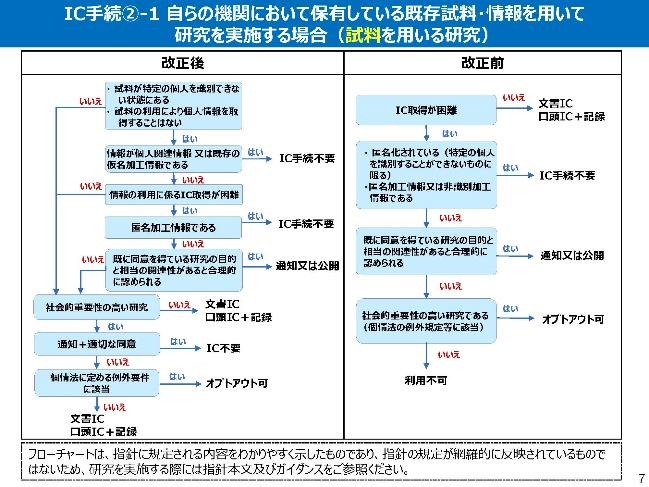 IC手続②-1 自らの機関において保有している既存試料・情報を用いて
研究を実施する場合（試料を用いる研究）
改正後
・試料が特定の個人を識別できな
い状態にある
・試料の利用により個人情報を取
得することはない
いいえ
はい
情報が個人関連情報 又は既存の
仮名加工情報である
はい
IC手続不要
いいえ
いいえ
情報の利用に係るIC取得が困難
はい
匿名加工情報である
はい
IC手続不要
いいえ
既に同意を得ている研究の目的と
相当の関連性があると合理的
に認められる
いいえ
はい
通知又は公開
社会的重要性の高い研究
いいえ
文書IC
口頭IC＋記録
はい
通知＋適切な同意
はい
IC不要
いいえ
個情法に定める例外要件
に該当
はい
オプトアウト可
いいえ
文書IC
口頭IC＋記録
改正前
IC取得が困難
いいえ
文書IC
口頭IC＋記録
はい
・匿名化されている（特定の個人
を識別することができないものに
限る）
・匿名加工情報又は非識別加工
情報である
はい
IC手続不要
いいえ
既に同意を得ている研究の目的と
相当の関連性があると合理的に
認められる
はい
通知又は公開
いいえ
社会的重要性の高い研究である
（個情法の例外規定等に該当）
はい
オプトアウト可
いいえ
利用不可
フローチャートは、指針に規定される内容をわかりやすく示したものであり、指針の規定が網羅的に反映されているもので
はないため、研究を実施する際には指針本文及びガイダンスをご参照ください。
7